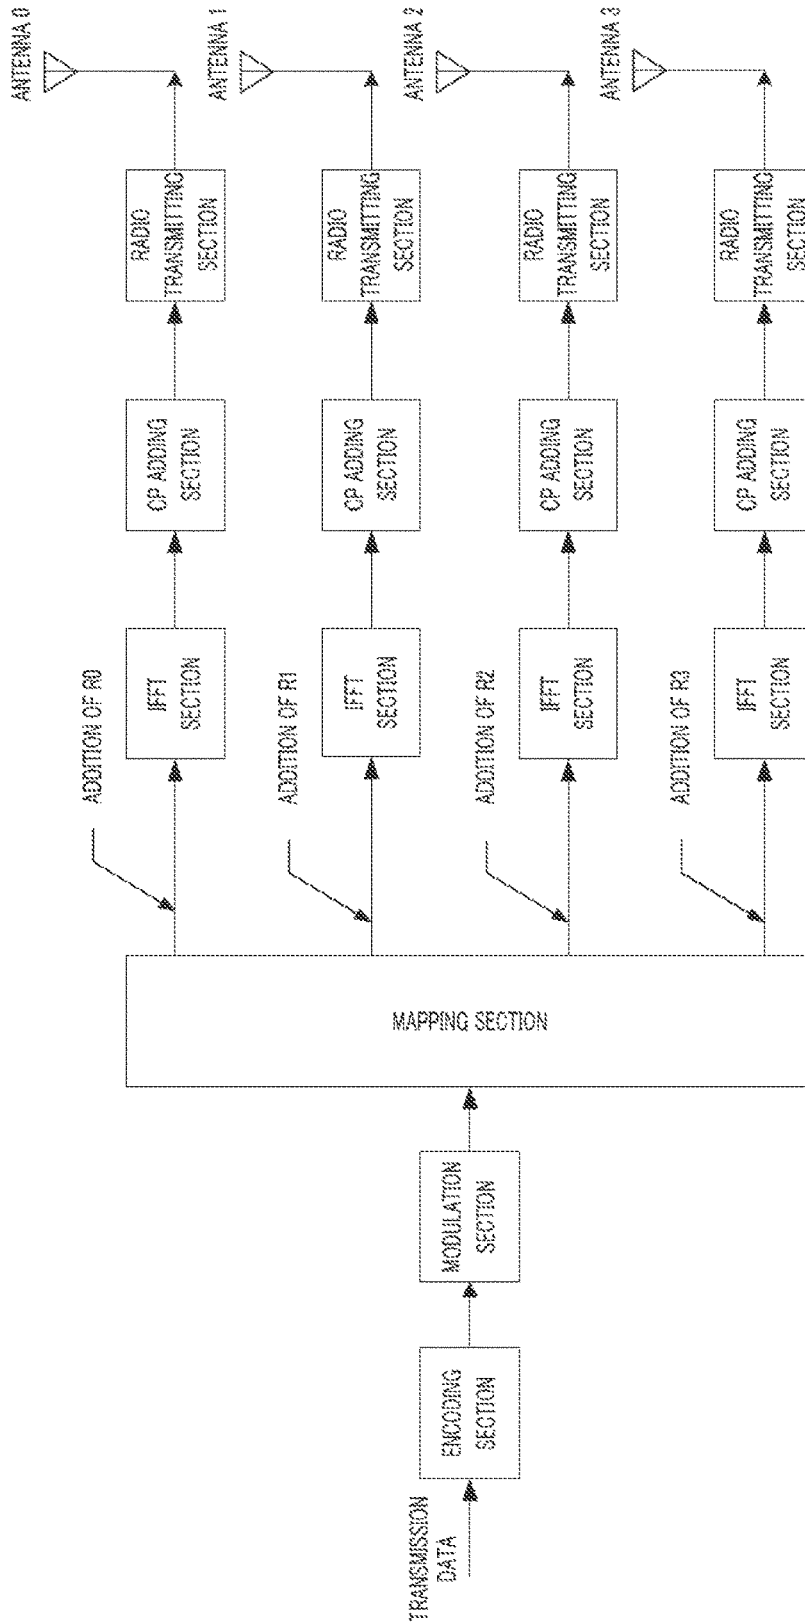 TRANSMISSION
DATA
ENCODING
SECTION
MODULATION
SECTION
MAPPING SECTION
ADDITION OF R0
IFFT
SECTION
CP ADDING
SECTION
RADIO
TRANSMITTING
SECTION
ANTENNA 0
ADDITION OF R1
IFFT
SECTION
CP ADDING
SECTION
RADIO
TRANSMITTING
SECTION
ANTENNA 1
ADDITION OF R2
IFFT
SECTION
CP ADDING
SECTION
RADIO
TRANSMITTING
SECTION
ANTENNA 2
ADDITION OF R3
IFFT
SECTION
CP ADDING
SECTION
RADIO
TRANSMITTING
SECTION
ANTENNA 3